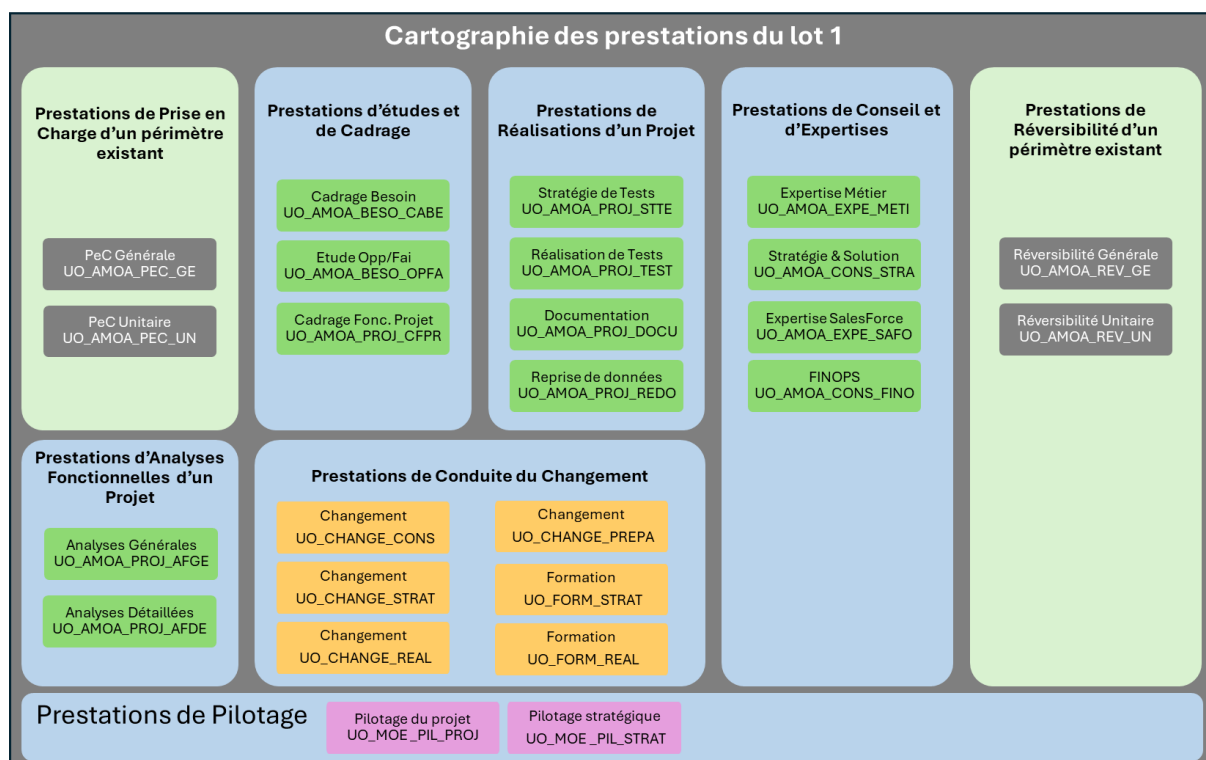 Cartographie des prestations du lot 1
Prestations de Prise en
Charge d'un périmètre
existant
PeC Générale
UO_AMOA_PEC_GE
PeC Unitaire
UO_AMOA_PEC_UN
Prestations d'études et
de Cadrage
Cadrage Besoin
UO_AMOA_BESO_CABE
Etude Opp/Fai
UO_AMOA_BESO_OPFA
Cadrage Fonc. Projet
UO_AMOA_PROJ_CFPR
Prestations de
Réalisations d'un Projet
Stratégie de Tests
UO_AMOA_PROJ_STTE
Réalisation de Tests
UO_AMOA_PROJ_TEST
Documentation
UO_AMOA_PROJ_DOCU
Reprise de données
UO_AMOA_PROJ_REDO
Prestations de Conseil et
d'Expertises
Expertise Métier
UO_AMOA_EXPE_METI
Stratégie & Solution
UO_AMOA_CONS_STRA
Expertise SalesForce
UO_AMOA_EXPE_SAFO
FINOPS
UO_AMOA_CONS_FINO
Prestations de
Réversibilité d'un
périmètre existant
Réversibilité Générale
UO_AMOA_REV_GE
Réversibilité Unitaire
UO_AMOA_REV_UN
Prestations d'Analyses
Fonctionnelles d'un
Projet
Analyses Générales
UO_AMOA_PROJ_AFGE
Analyses Détaillées
UO_AMOA_PROJ_AFDE
Prestations de Conduite du Changement
Changement
UO_CHANGE_CONS
Changement
UO_CHANGE_STRAT
Changement
UO_CHANGE_REAL
Changement
UO_CHANGE_PREPA
Formation
UO_FORM_STRAT
Formation
UO_FORM_REAL
Prestations de Pilotage
Pilotage du projet
UO_MOE_PIL_PROJ
Pilotage stratégique
UO_MOE_PIL_STRAT